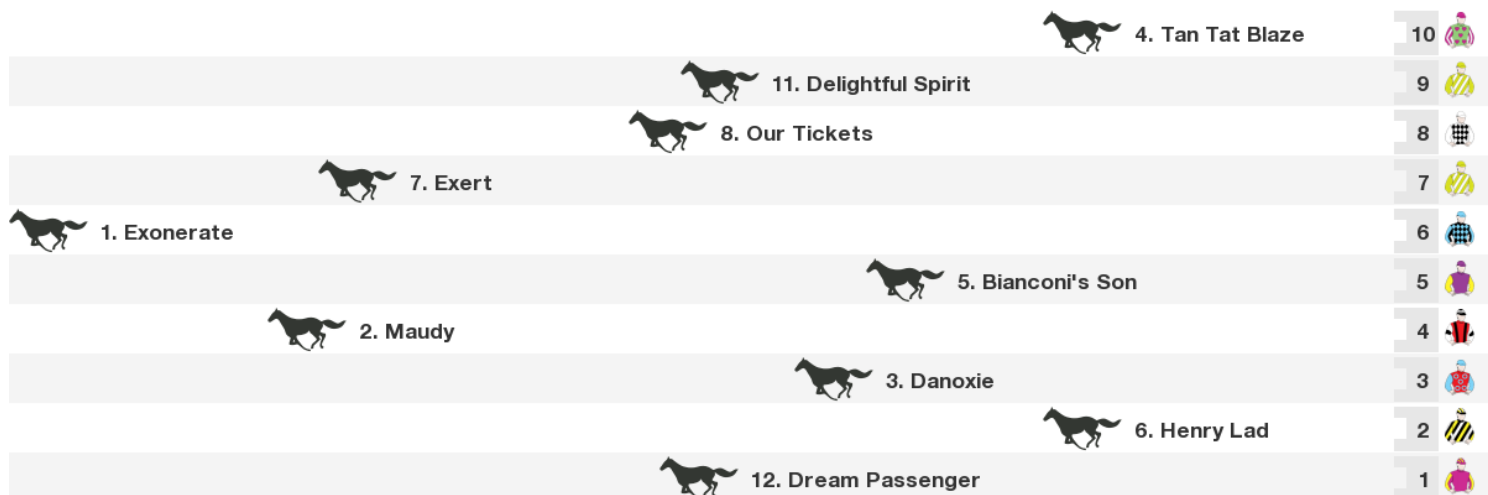 4. Tan Tat Blaze 10
11. Delightful Spirit 9
8. Our Tickets 8
7. Exert 7
1. Exonerate 6
5. Bianconi's Son 5
2. Maudy 4
3. Danoxie 3
6. Henry Lad 2
12. Dream Passenger 1